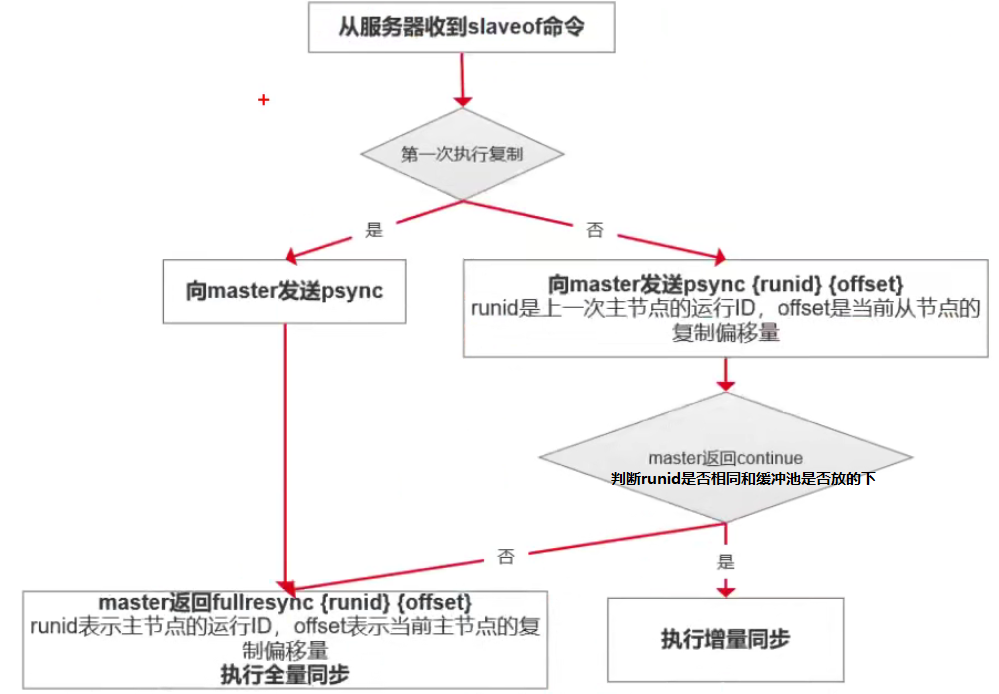 从服务器收到slaveof命令
第一次执行复制
是
否
向master发送psync
向master发送psync {runid} {offset}
runid是上一次主节点的运行ID，offset是当前从节点的
复制偏移量
master返回continue
判断runid是否相同和缓冲池是否放的下
否
是
master返回fullresync {runid} {offset}
runid表示主节点的运行ID，offset表示当前主节点的复
制偏移量
执行全量同步
执行增量同步